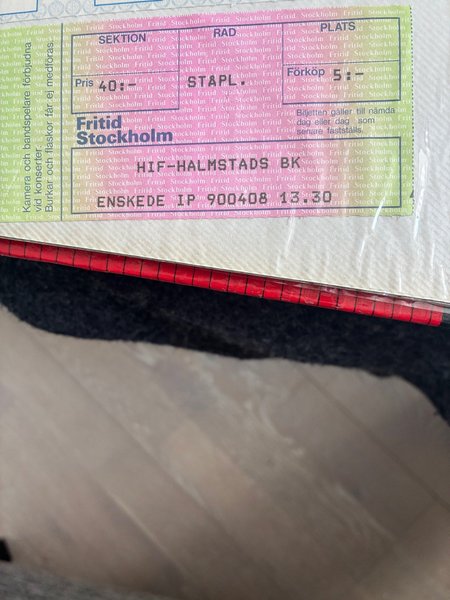 SEKTION
RAD
PLATS
Pris 40:-
STAPL.
Förköp 5:-
Fritid
Stockholm
Biljetten gäller till nämda
dag eller dag som
senare fastställs.
HIF-HALMSTADS BK
ENSKEDE IP 900408 13.30
Kamera och bandspelare förbjudna
vid konserter.
Burkar och flaskor får ej medföras.